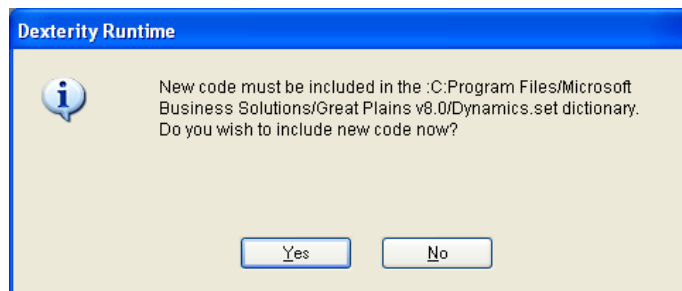 Dexterity Runtime
New code must be included in the :C:Program Files/Microsoft
Business Solutions/Great Plains v8.0/Dynamics.set dictionary.
Do you wish to include new code now?
Yes
No